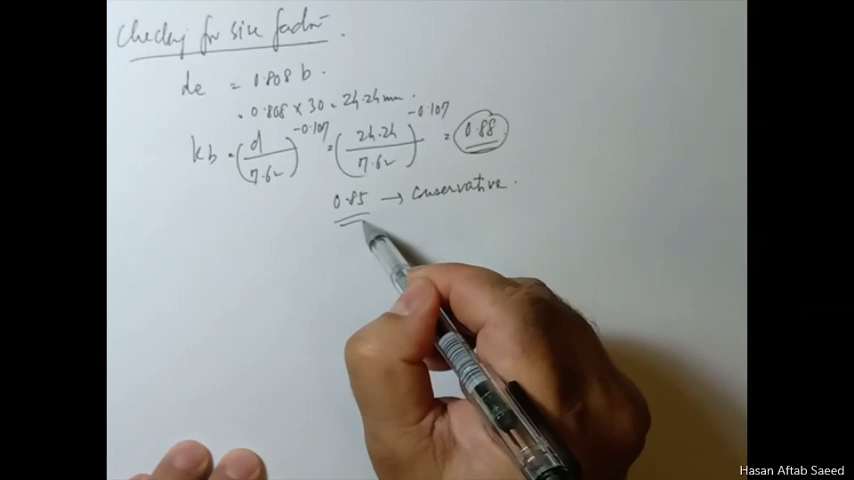 Checking for size factor.
de = 0.808 b.
= 0.808 × 30 = 24.24 mm.
kb = (d / 7.62)^-0.107 = (24.24 / 7.62)^-0.107 = 0.88
0.85 → conservative.
Hasan Aftab Saeed